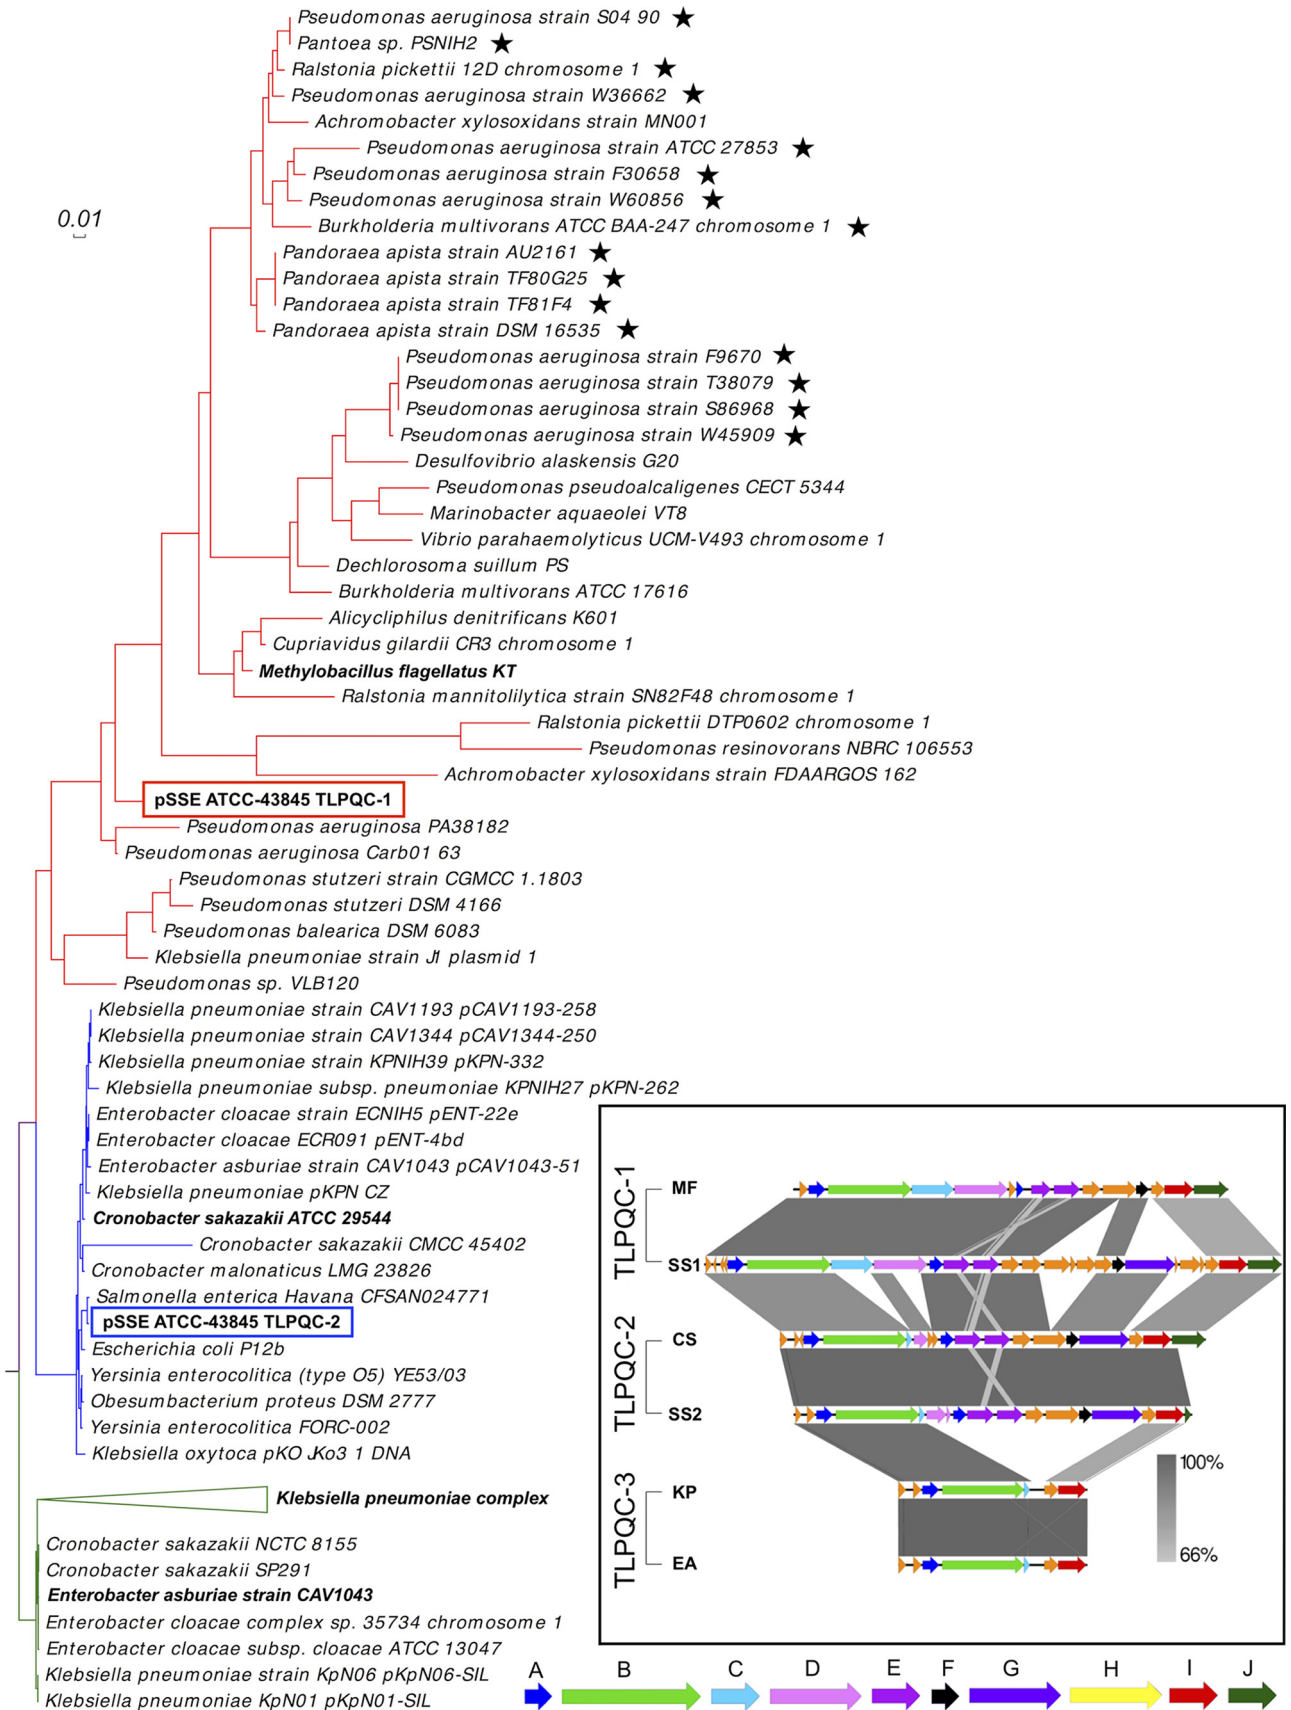 Pseudomonas aeruginosa strain S04 90
Pantoea sp. PSNIH2
Ralstonia pickettii 12D chromosome 1
Pseudomonas aeruginosa strain W36662
Achromobacter xylosoxidans strain MN001
Pseudomonas aeruginosa strain ATCC 27853
Pseudomonas aeruginosa strain F30658
Pseudomonas aeruginosa strain W60856
0.01
Burkholderia multivorans ATCC BAA-247 chromosome 1
Pandoraea apista strain AU2161
Pandoraea apista strain TF80G25
Pandoraea apista strain TF81F4
Pandoraea apista strain DSM 16535
Pseudomonas aeruginosa strain F9670
Pseudomonas aeruginosa strain T38079
Pseudomonas aeruginosa strain S86968
Pseudomonas aeruginosa strain W45909
Desulfovibrio alaskensis G20
Pseudomonas pseudoalcaligenes CECT 5344
Marinobacter aquaeolei VT8
Vibrio parahaemolyticus UCM-V493 chromosome 1
Dechlorosoma suillum PS
Burkholderia multivorans ATCC 17616
Alicycliphilus denitrificans K601
Cupriavidus gilardii CR3 chromosome 1
Methylobacillus flagellatus KT
Ralstonia mannitolilytica strain SN82F48 chromosome 1
Ralstonia pickettii DTP0602 chromosome 1
Pseudomonas resinovorans NBRC 106553
Achromobacter xylosoxidans strain FDAARGOS 162
pSSE ATCC-43845 TLPQC-1
Pseudomonas aeruginosa PA38182
Pseudomonas aeruginosa Carb01 63
Pseudomonas stutzeri strain CGMCC 1.1803
Pseudomonas stutzeri DSM 4166
Pseudomonas balearica DSM 6083
Klebsiella pneumoniae strain J1 plasmid 1
Pseudomonas sp. VLB120
Klebsiella pneumoniae strain CAV1193 pCAV1193-258
Klebsiella pneumoniae strain CAV1344 pCAV1344-250
Klebsiella pneumoniae strain KPNIH39 pKPN-332
Klebsiella pneumoniae subsp. pneumoniae KPNIH27 pKPN-262
Enterobacter cloacae strain ECNIH5 pENT-22e
Enterobacter cloacae ECR091 pENT-4bd
Enterobacter asburiae strain CAV1043 pCAV1043-51
Klebsiella pneumoniae pKPN CZ
Cronobacter sakazakii ATCC 29544
Cronobacter sakazakii CMCC 45402
Cronobacter malonaticus LMG 23826
Salmonella enterica Havana CFSAN024771
pSSE ATCC-43845 TLPQC-2
Escherichia coli P12b
Yersinia enterocolitica (type O5) YE53/03
Obesumbacterium proteus DSM 2777
Yersinia enterocolitica FORC-002
Klebsiella oxytoca pKO JKo3 1 DNA
Klebsiella pneumoniae complex
Cronobacter sakazakii NCTC 8155
Cronobacter sakazakii SP291
Enterobacter asburiae strain CAV1043
Enterobacter cloacae complex sp. 35734 chromosome 1
Enterobacter cloacae subsp. cloacae ATCC 13047
Klebsiella pneumoniae strain KpN06 pKpN06-SIL
Klebsiella pneumoniae KpN01 pKpN01-SIL
TLPQC-1
MF
SS1
TLPQC-2
CS
SS2
TLPQC-3
KP
EA
100%
66%
A B C D E F G H I J